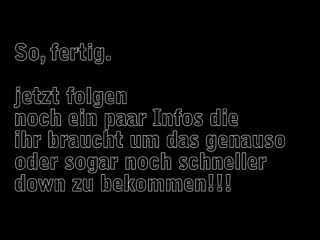 So, fertig.
jetzt folgen
noch ein paar Infos die
ihr braucht um das genauso
oder sogar noch schneller
down zu bekommen!!!